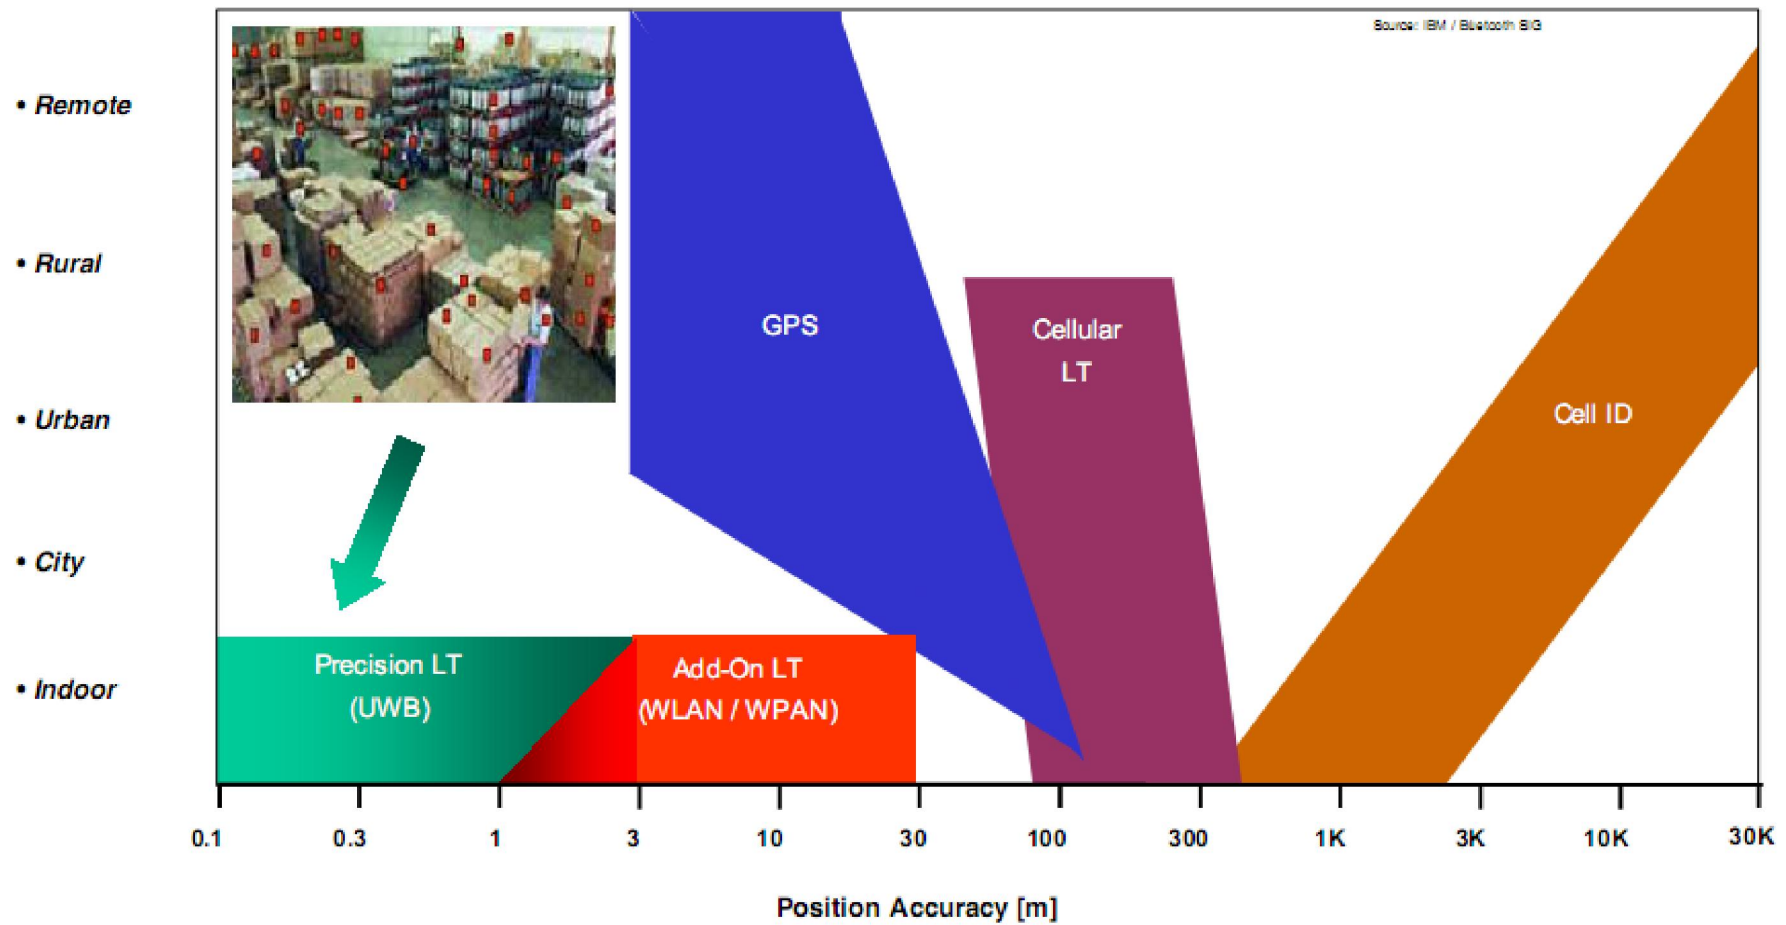 Source: IBM / Bluetooth SIG
• Remote
• Rural
• Urban
• City
• Indoor
GPS
Cellular
LT
Cell ID
Precision LT
(UWB)
Add-On LT
(WLAN / WPAN)
0.1 0.3 1 3 10 30 100 300 1K 3K 10K 30K
Position Accuracy [m]